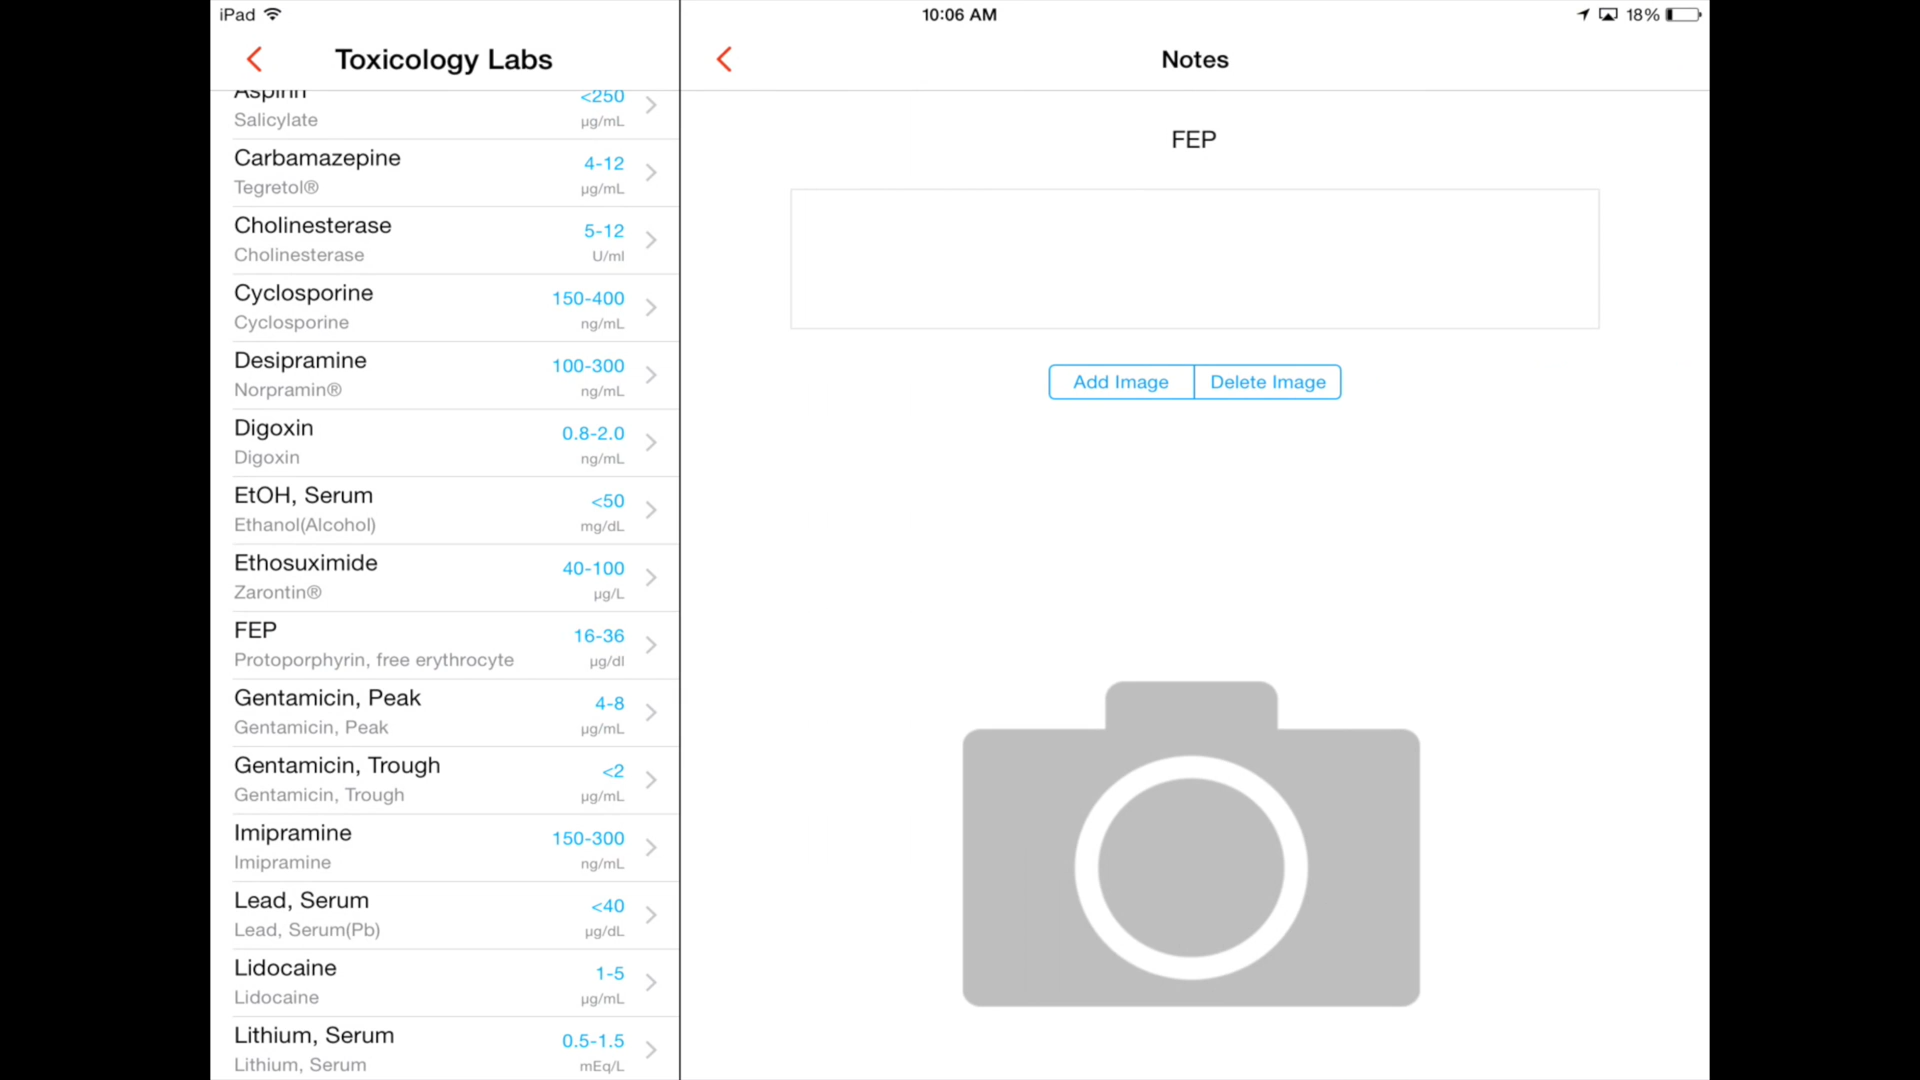 iPad
10:06 AM
18%
Toxicology Labs
Notes
Aspirin
<250
Salicylate
µg/mL
Carbamazepine
4-12
Tegretol®
µg/mL
Cholinesterase
5-12
Cholinesterase
U/ml
Cyclosporine
150-400
Cyclosporine
ng/mL
Desipramine
100-300
Norpramin®
ng/mL
Digoxin
0.8-2.0
Digoxin
ng/mL
EtOH, Serum
<50
Ethanol(Alcohol)
mg/dL
Ethosuximide
40-100
Zarontin®
µg/L
FEP
16-36
Protoporphyrin, free erythrocyte
µg/dl
Gentamicin, Peak
4-8
Gentamicin, Peak
µg/mL
Gentamicin, Trough
<2
Gentamicin, Trough
µg/mL
Imipramine
150-300
Imipramine
ng/mL
Lead, Serum
<40
Lead, Serum(Pb)
µg/dL
Lidocaine
1-5
Lidocaine
µg/mL
Lithium, Serum
0.5-1.5
Lithium, Serum
mEq/L
FEP
Add Image
Delete Image